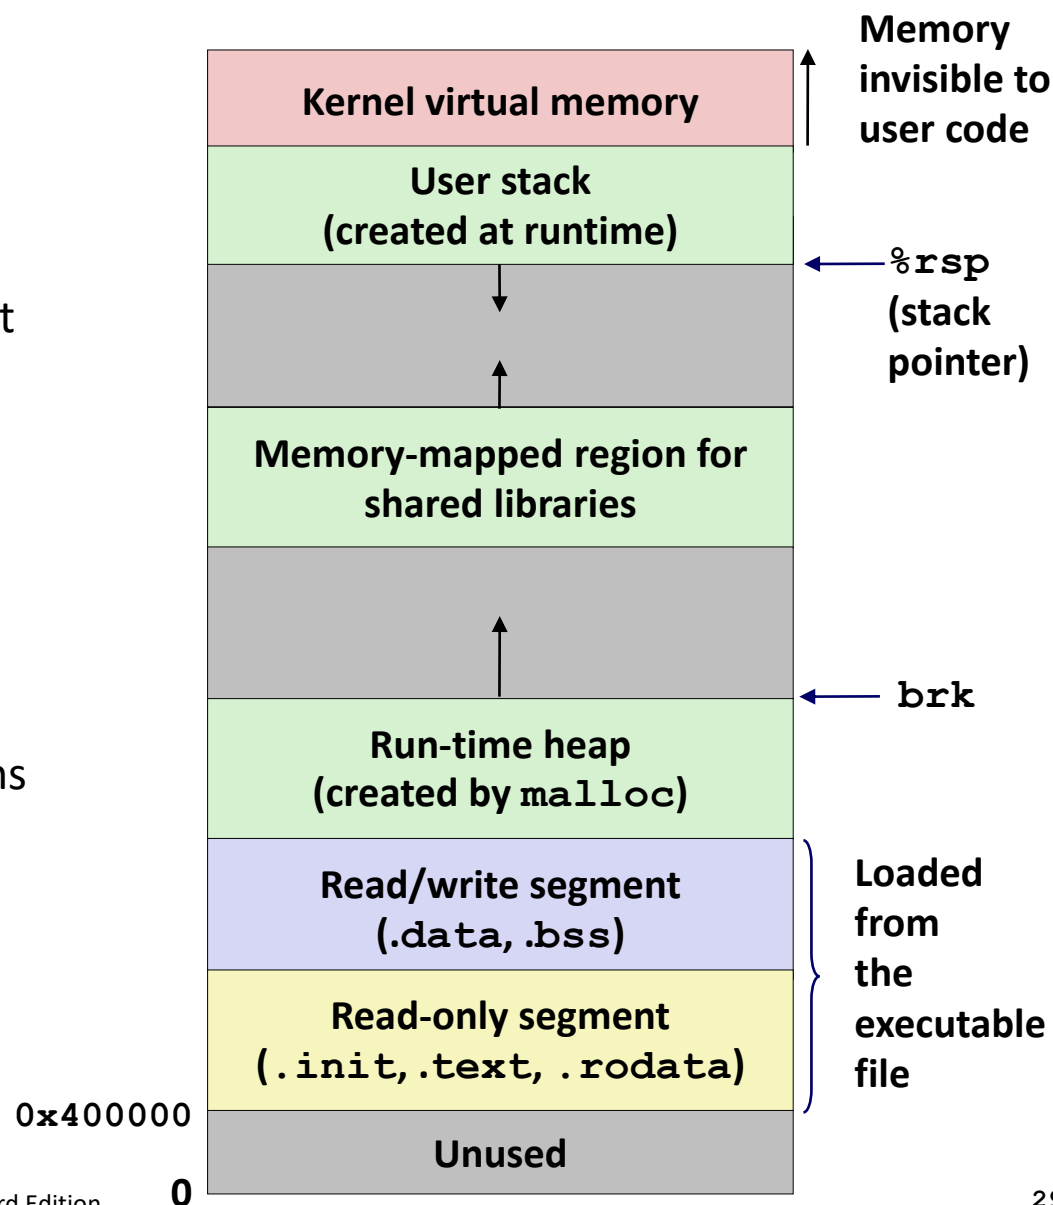 Memory
invisible to
user code
Kernel virtual memory
User stack
(created at runtime)
%rsp
(stack
pointer)
Memory-mapped region for
shared libraries
brk
Run-time heap
(created by malloc)
Read/write segment
(.data, .bss)
Loaded
from
the
executable
file
Read-only segment
(.init, .text, .rodata)
0x400000
Unused
0